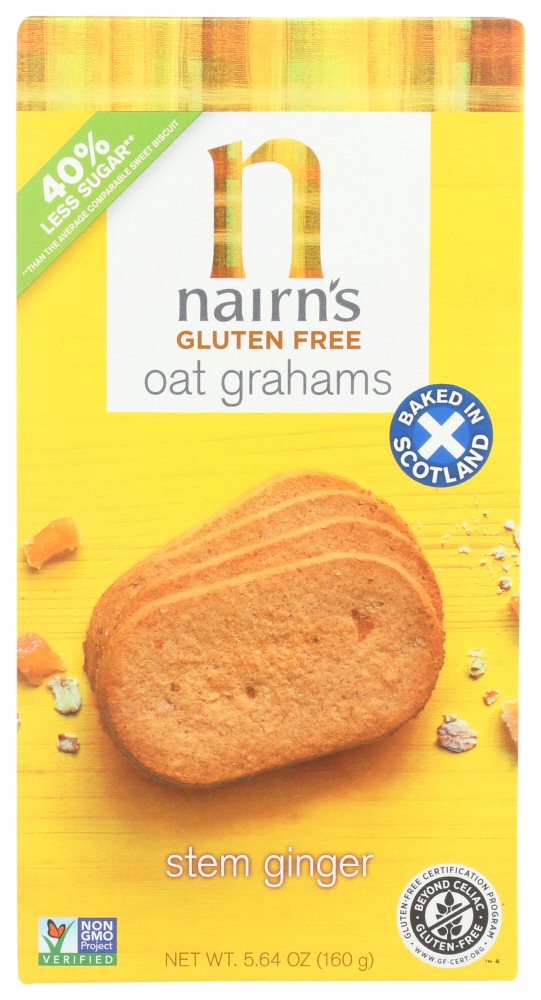 40%
LESS SUGAR**
**THAN THE AVERAGE COMPARABLE SWEET BISCUIT
n
nairn's
GLUTEN FREE
oat grahams
BAKED IN
SCOTLAND
stem ginger
NON
GMO
Project
VERIFIED
NET WT. 5.64 OZ (160 g)
GLUTEN-FREE CERTIFICATION PROGRAM
BEYOND CELIAC
GLUTEN-FREE
• WWW.GF-CERT.ORG •
™ *